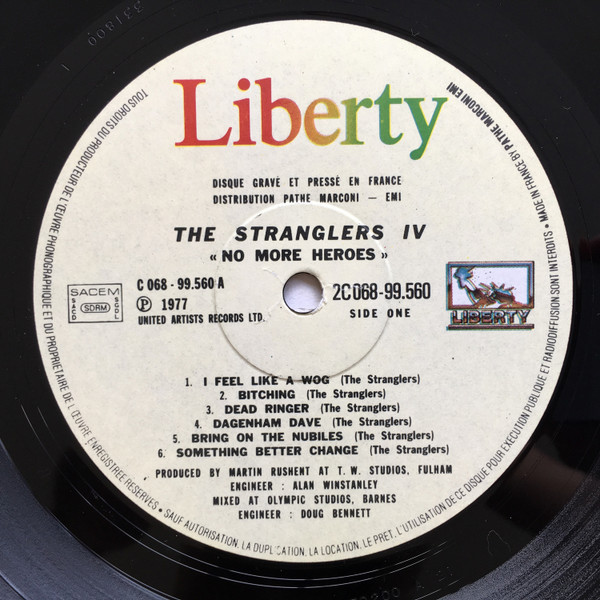 Liberty
DISQUE GRAVÉ ET PRESSÉ EN FRANCE
DISTRIBUTION PATHE MARCONI — EMI
THE STRANGLERS IV
« NO MORE HEROES »
C 068 - 99.560 A
Ⓟ 1977
UNITED ARTISTS RECORDS LTD.
SACEM
SACD
SDRM
SGDL
2C 068-99.560
SIDE ONE
LIBERTY
1. I FEEL LIKE A WOG (The Stranglers)
2. BITCHING (The Stranglers)
3. DEAD RINGER (The Stranglers)
4. DAGENHAM DAVE (The Stranglers)
5. BRING ON THE NUBILES (The Stranglers)
6. SOMETHING BETTER CHANGE (The Stranglers)
PRODUCED BY MARTIN RUSHENT AT T. W. STUDIOS, FULHAM
ENGINEER : ALAN WINSTANLEY
MIXED AT OLYMPIC STUDIOS, BARNES
ENGINEER : DOUG BENNETT
TOUS DROITS DU PRODUCTEUR DE L'ŒUVRE PHONOGRAPHIQUE ET DU PROPRIETAIRE DE L'ŒUVRE ENREGISTREE RESERVES • SAUF AUTORISATION, LA DUPLICATION, LA LOCATION, LE PRET, L'UTILISATION DE CE DISQUE POUR EXECUTION PUBLIQUE ET RADIODIFFUSION SONT INTERDITS • MADE IN FRANCE BY PATHE MARCONI EMI